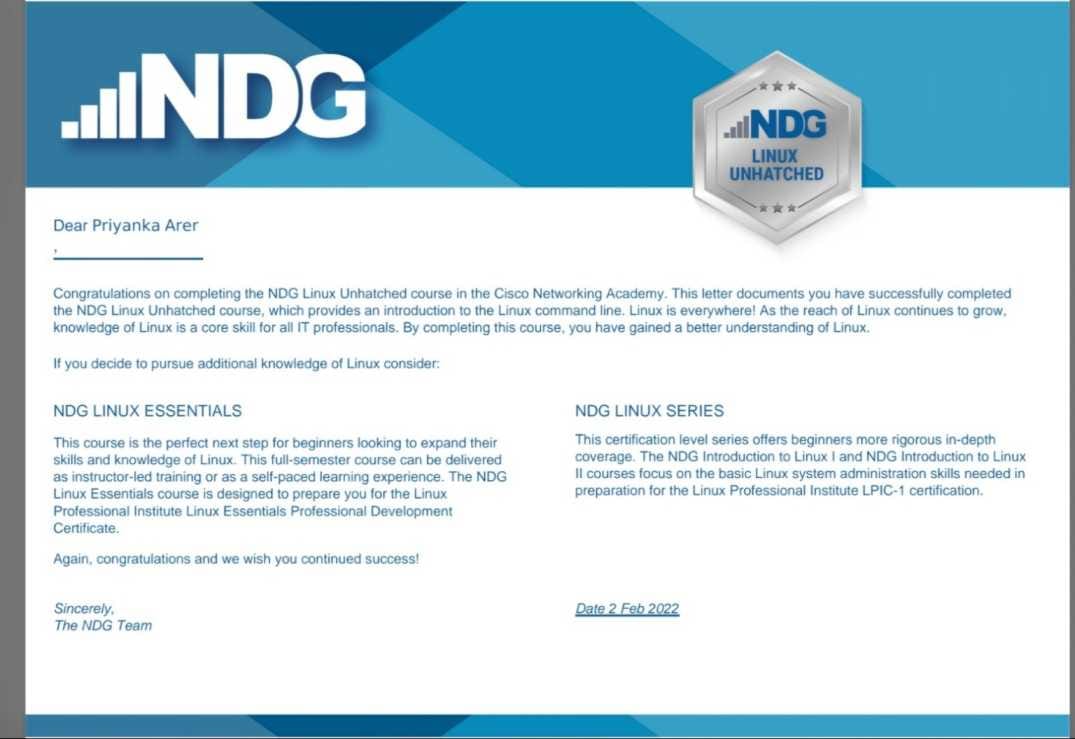 NDG
NDG
LINUX
UNHATCHED
Dear Priyanka Arer
,
Congratulations on completing the NDG Linux Unhatched course in the Cisco Networking Academy. This letter documents you have successfully completed
the NDG Linux Unhatched course, which provides an introduction to the Linux command line. Linux is everywhere! As the reach of Linux continues to grow,
knowledge of Linux is a core skill for all IT professionals. By completing this course, you have gained a better understanding of Linux.
If you decide to pursue additional knowledge of Linux consider:
NDG LINUX ESSENTIALS
This course is the perfect next step for beginners looking to expand their
skills and knowledge of Linux. This full-semester course can be delivered
as instructor-led training or as a self-paced learning experience. The NDG
Linux Essentials course is designed to prepare you for the Linux
Professional Institute Linux Essentials Professional Development
Certificate.
Again, congratulations and we wish you continued success!
NDG LINUX SERIES
This certification level series offers beginners more rigorous in-depth
coverage. The NDG Introduction to Linux I and NDG Introduction to Linux
II courses focus on the basic Linux system administration skills needed in
preparation for the Linux Professional Institute LPIC-1 certification.
Sincerely,
The NDG Team
Date 2 Feb 2022